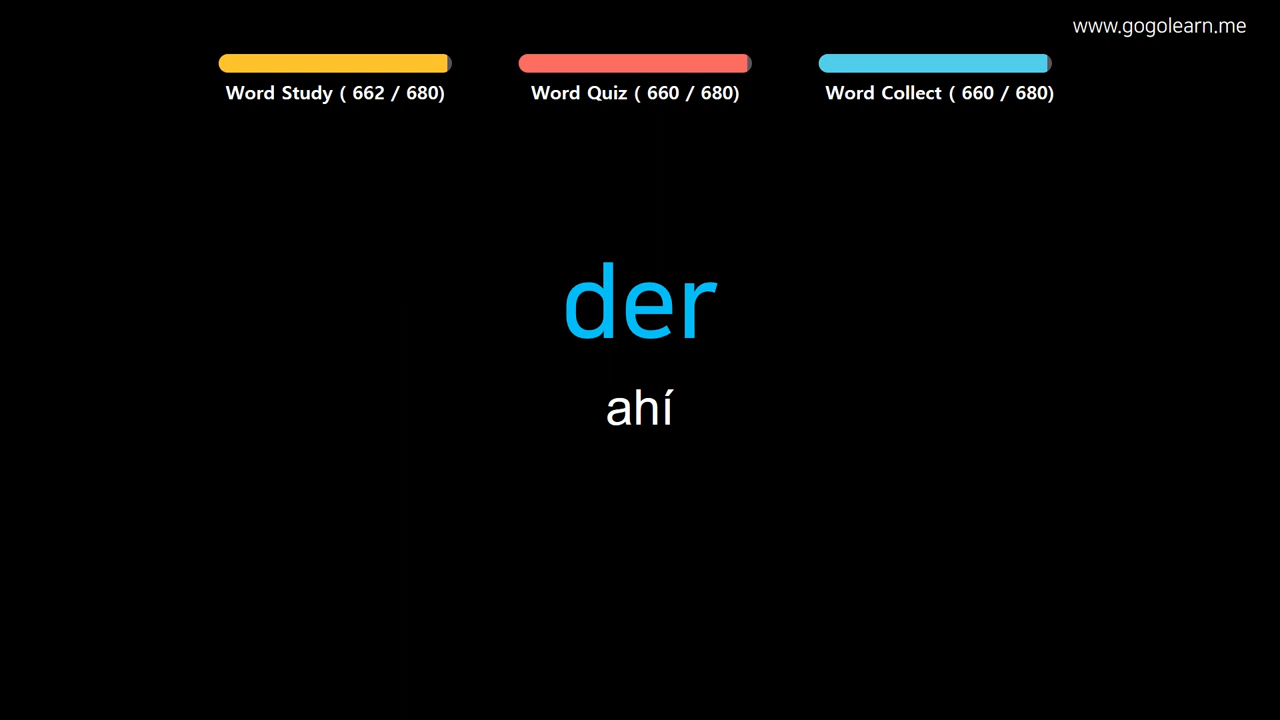 www.gogolearn.me
Word Study ( 662 / 680)
Word Quiz ( 660 / 680)
Word Collect ( 660 / 680)
der
ahí